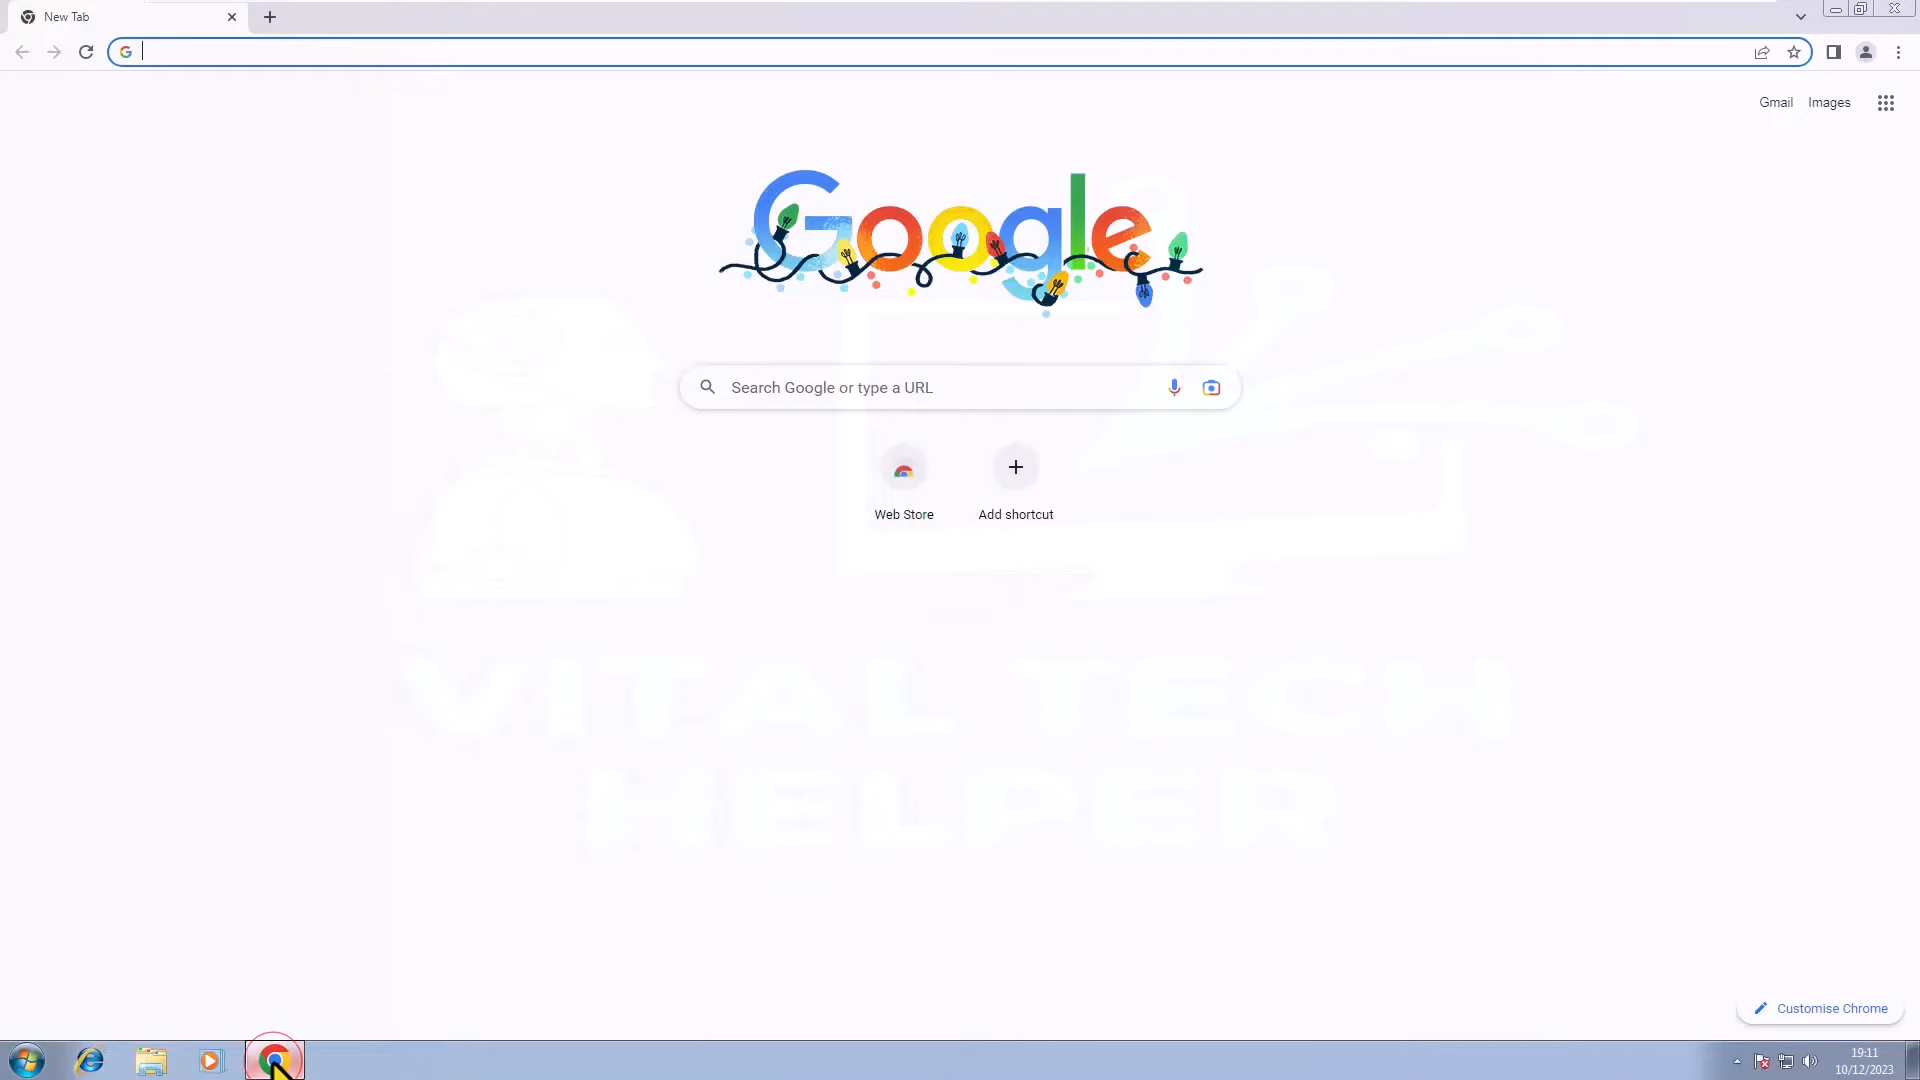 New Tab
Gmail Images
Google
Search Google or type a URL
Web Store Add shortcut
VITAL TECH
HELPER
Customise Chrome
19:11
10/12/2023